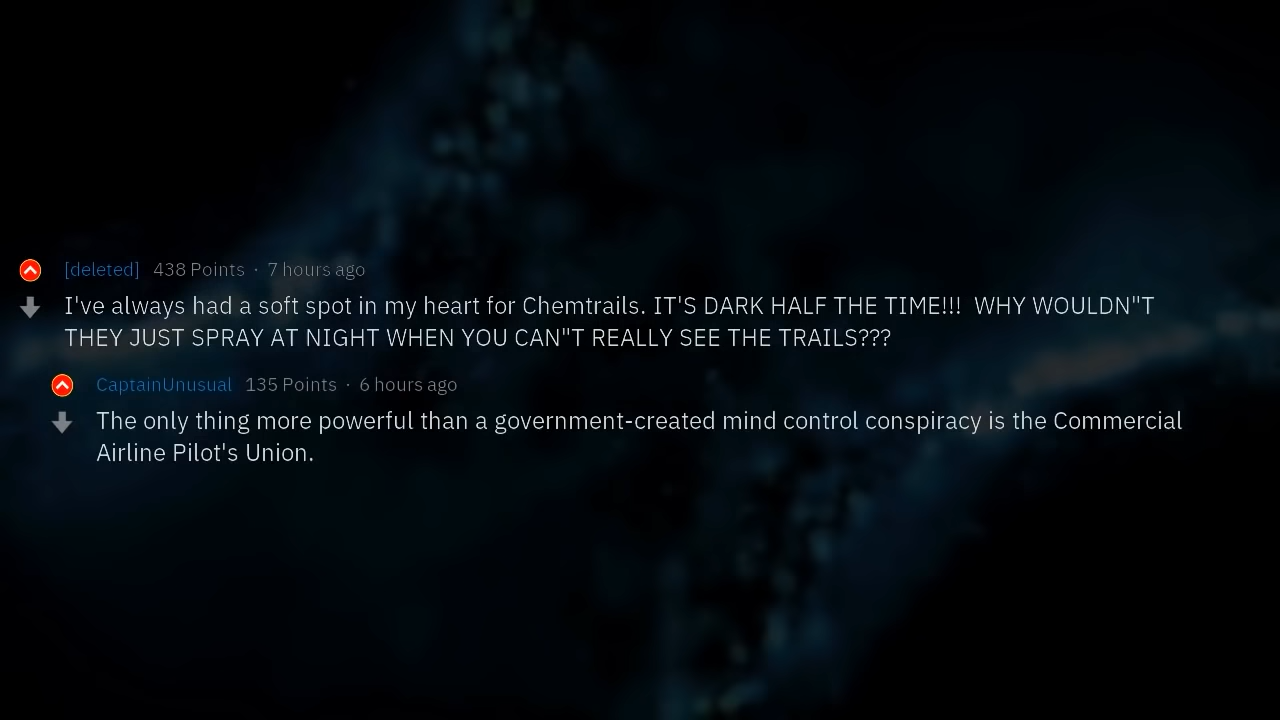 [deleted] 438 Points · 7 hours ago
I've always had a soft spot in my heart for Chemtrails. IT'S DARK HALF THE TIME!!!  WHY WOULDN"T
THEY JUST SPRAY AT NIGHT WHEN YOU CAN"T REALLY SEE THE TRAILS???
CaptainUnusual 135 Points · 6 hours ago
The only thing more powerful than a government-created mind control conspiracy is the Commercial
Airline Pilot's Union.